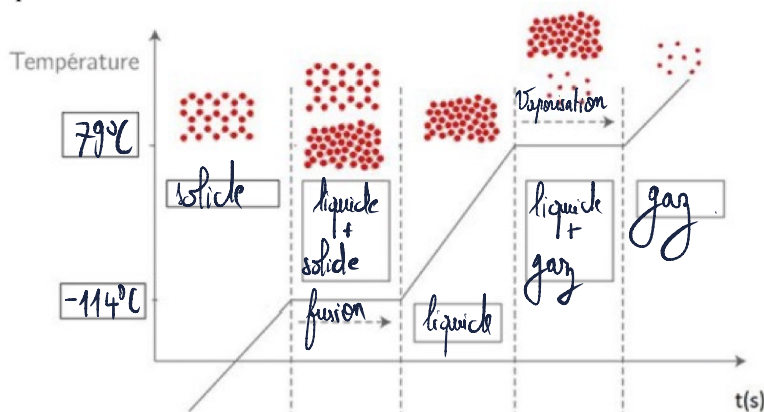 Température
79°C
-114°C
solide
liquide
+
solide
fusion
liquide
Vaporisation
liquide
+
gaz
gaz
t(s)